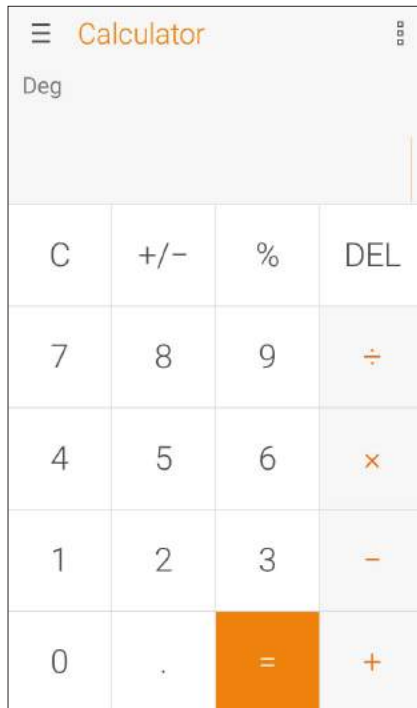 Calculator
Deg
C +/− % DEL
7 8 9 ÷
4 5 6 ×
1 2 3 −
0 . = +